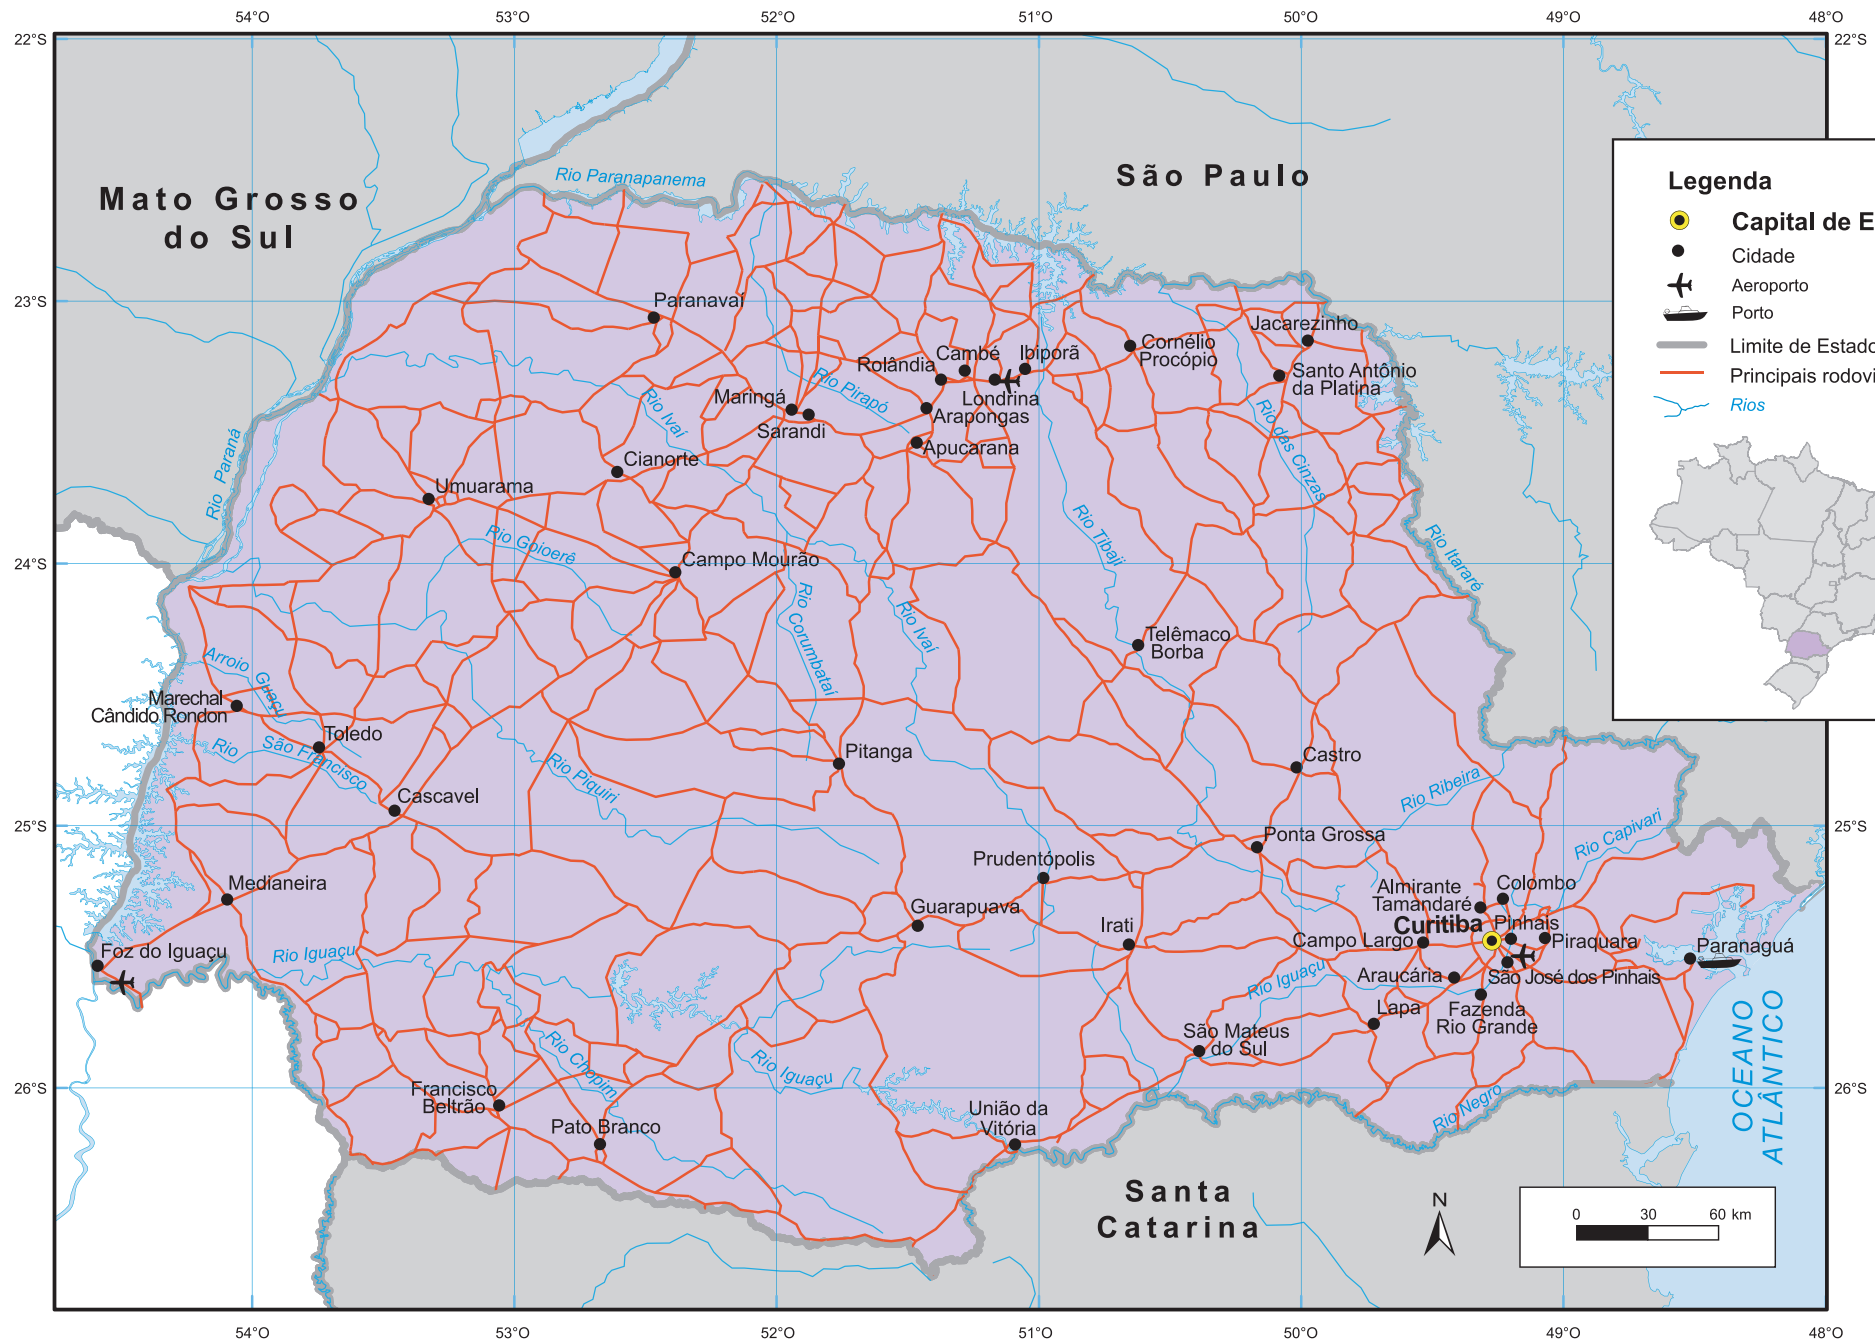 54°O
53°O
52°O
51°O
50°O
49°O
48°O
22°S
22°S
Mato Grosso
do Sul
São Paulo
Rio Paranapanema
Legenda
Capital de E
Cidade
Aeroporto
Porto
Limite de Estado
Principais rodovi
Rios
23°S
Paranavaí
Jacarezinho
Cornélio
Procópio
Santo Antônio
da Platina
Rolândia
Cambé
Ibiporã
Londrina
Arapongas
Apucarana
Maringá
Sarandi
Rio Pirapó
Rio Ivaí
Rio das Cinzas
Cianorte
Umuarama
Rio Paraná
Rio Goioerê
Rio Tibaji
Rio Itararé
24°S
Campo Mourão
Rio Corumbataí
Rio Ivaí
Telêmaco
Borba
Arroio Guaçu
Marechal
Cândido Rondon
Toledo
Rio São Francisco
Pitanga
Castro
Rio Piquiri
Cascavel
Rio Ribeira
Rio Capivari
25°S
25°S
Ponta Grossa
Prudentópolis
Medianeira
Guarapuava
Irati
Almirante
Tamandaré
Colombo
Curitiba
Pinhais
Campo Largo
Piraquara
Paranaguá
Foz do Iguaçu
Rio Iguaçu
Rio Iguaçu
Araucária
São José dos Pinhais
Lapa
Fazenda
Rio Grande
São Mateus
do Sul
Rio Chopim
Rio Iguaçu
OCEANO
ATLÂNTICO
26°S
26°S
Francisco
Beltrão
Pato Branco
União da
Vitória
Rio Negro
Santa
Catarina
N
0
30
60 km
54°O
53°O
52°O
51°O
50°O
49°O
48°O